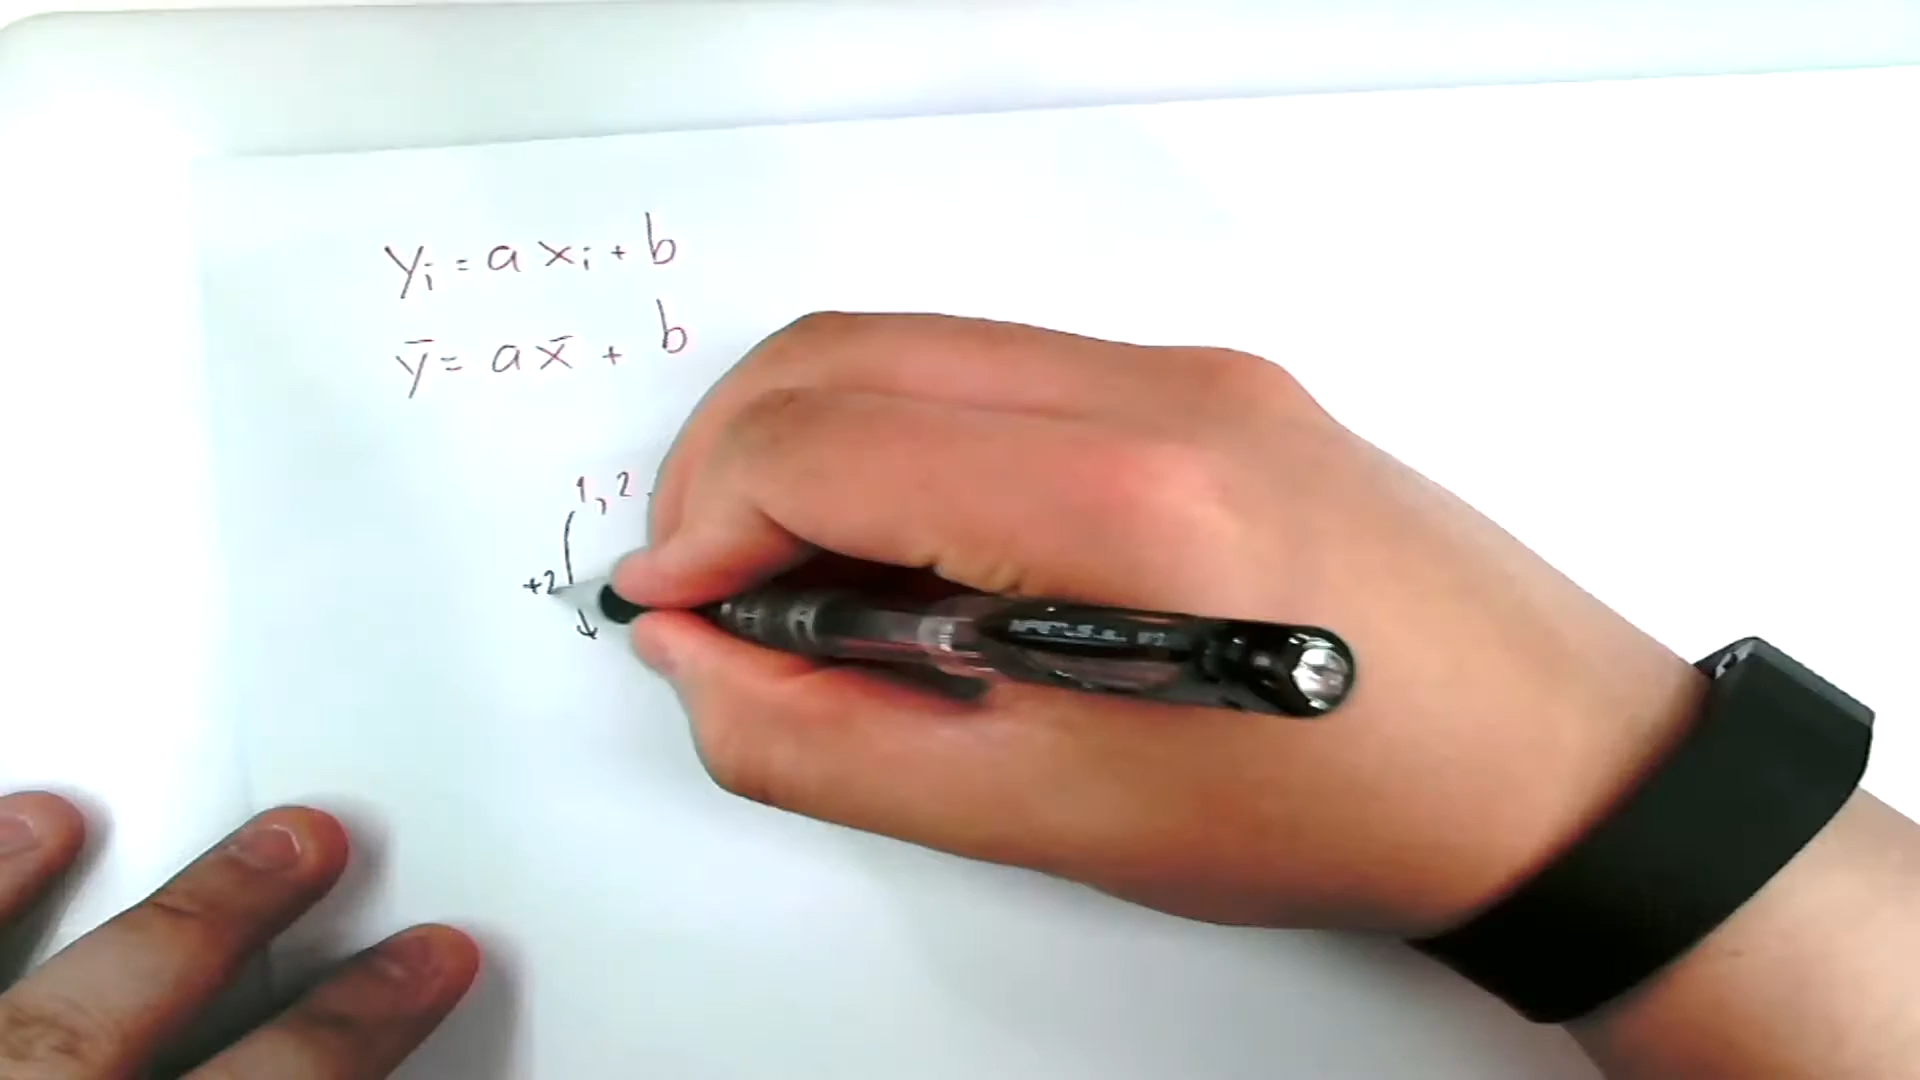 yi = a xi + b
ȳ = a x̄ + b
1, 2
+2